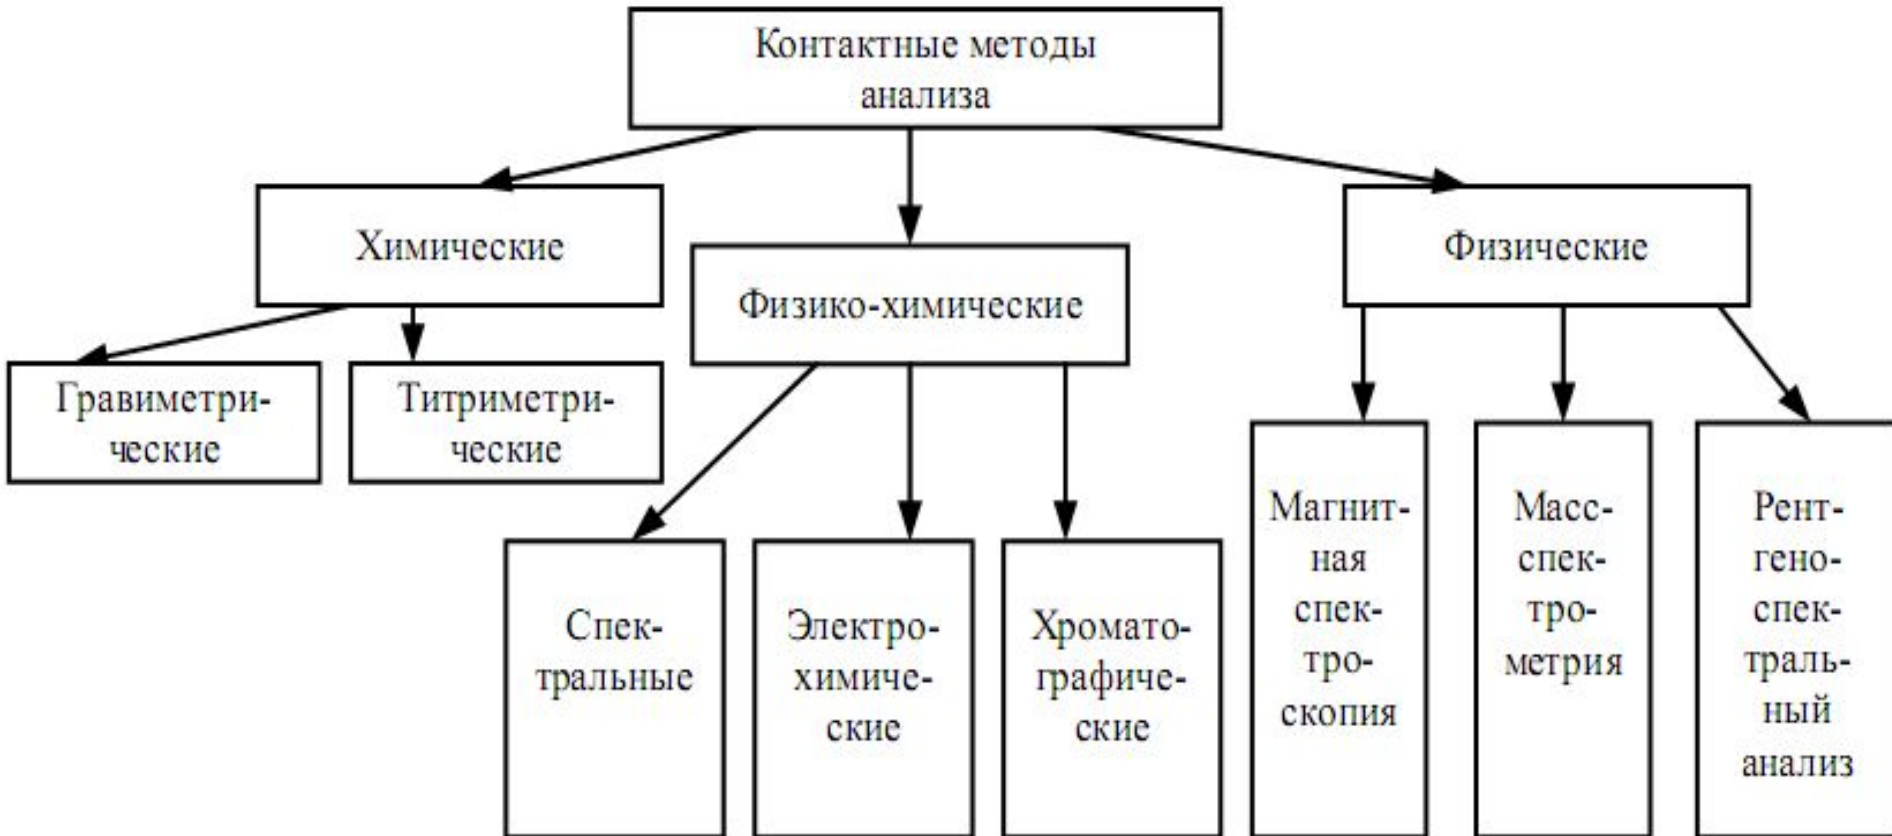 Контактные методы
анализа
Химические
Физико-химические
Физические
Гравиметри-
ческие
Титриметри-
ческие
Спек-
тральные
Электро-
химиче-
ские
Хромато-
графиче-
ские
Магнит-
ная
спек-
тро-
скопия
Масс-
спек-
тро-
метрия
Рент-
гено-
спек-
траль-
ный
анализ